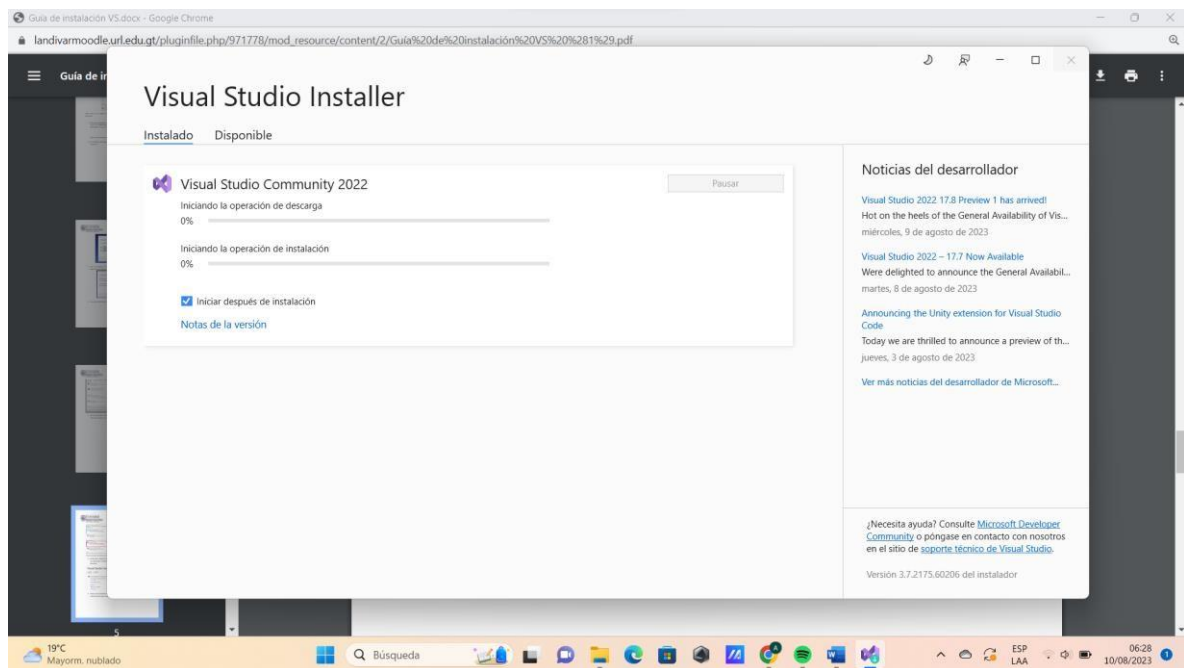 Guía de instalación VS.docx - Google Chrome
landivarmoodle.url.edu.gt/pluginfile.php/971778/mod_resource/content/2/Guía%20de%20instalación%20VS%20%281%29.pdf
Guía de in
Visual Studio Installer
Instalado Disponible
Visual Studio Community 2022
Pausar
Iniciando la operación de descarga
0%
Iniciando la operación de instalación
0%
Iniciar después de instalación
Notas de la versión
Noticias del desarrollador
Visual Studio 2022 17.8 Preview 1 has arrived!
Hot on the heels of the General Availability of Vis...
miércoles, 9 de agosto de 2023
Visual Studio 2022 – 17.7 Now Available
Were delighted to announce the General Availabil...
martes, 8 de agosto de 2023
Announcing the Unity extension for Visual Studio
Code
Today we are thrilled to announce a preview of th...
jueves, 3 de agosto de 2023
Ver más noticias del desarrollador de Microsoft...
¿Necesita ayuda? Consulte Microsoft Developer
Community o póngase en contacto con nosotros
en el sitio de soporte técnico de Visual Studio.
Versión 3.7.2175.60206 del instalador
5
19°C
Mayorm. nublado
Búsqueda
ESP
LAA
06:28
10/08/2023
1